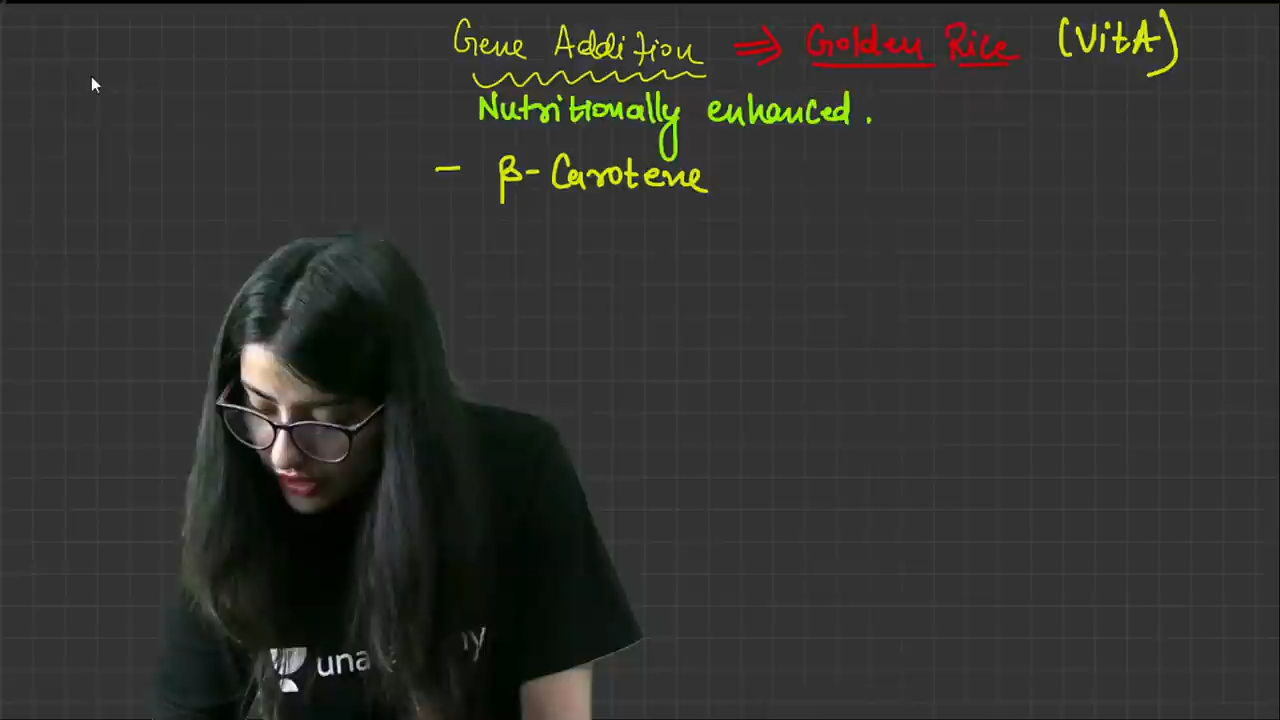 Gene Addition ⇒ Golden Rice (VitA)
Nutritionally enhanced.
- β-Carotene